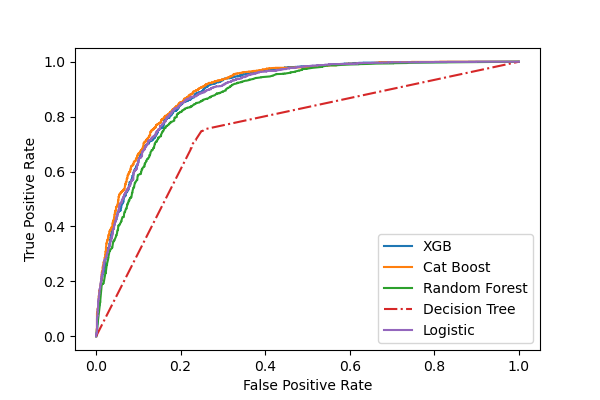 1.0
0.8
0.6
0.4
0.2
0.0
True Positive Rate
XGB
Cat Boost
Random Forest
Decision Tree
Logistic
0.0 0.2 0.4 0.6 0.8 1.0
False Positive Rate